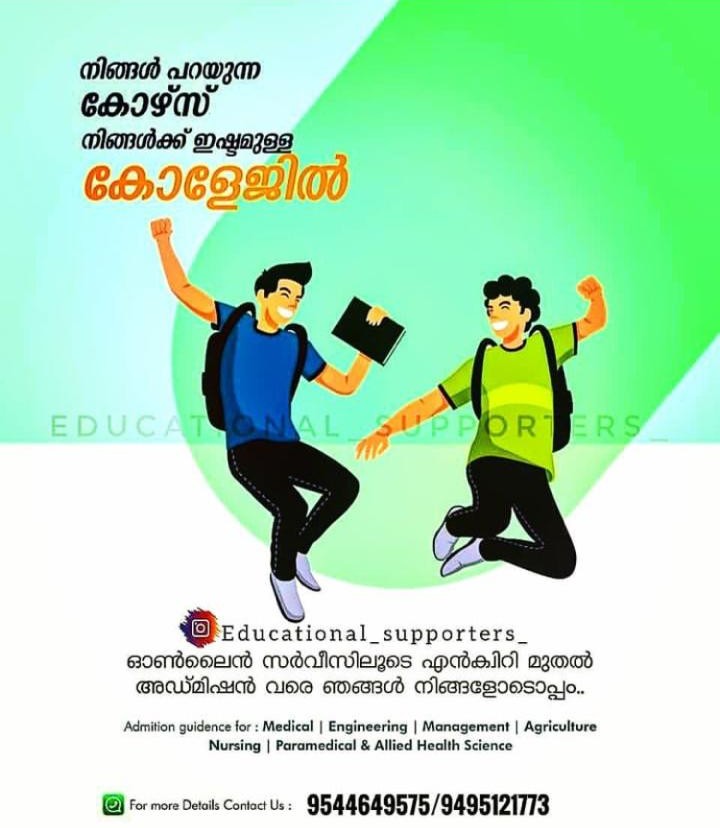 നിങ്ങൾ പറയുന്ന
കോഴ്സ്
നിങ്ങൾക്ക് ഇഷ്ടമുള്ള
കോളേജിൽ
EDUCATIONAL_SUPPORTERS_
Educational_supporters_
ഓൺലൈൻ സർവീസിലൂടെ എൻക്വിറി മുതൽ
അഡ്മിഷൻ വരെ ഞങ്ങൾ നിങ്ങളോടൊപ്പം..
Admition guidence for : Medical | Engineering | Management | Agriculture
Nursing | Paramedical & Allied Health Science
For more Details Contact Us : 9544649575/9495121773